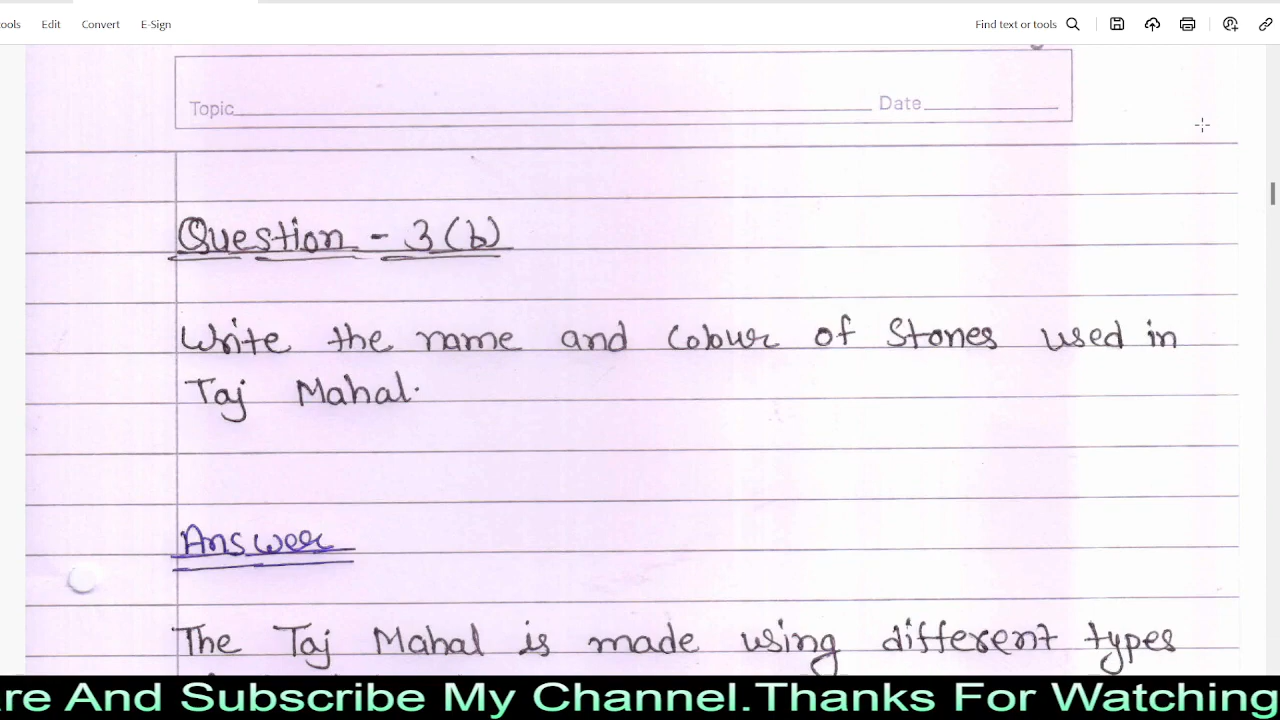 ools Edit Convert E-Sign Find text or tools
Topic Date
Question - 3(b)
Write the name and Colour of Stones used in
Taj Mahal.
Answer
The Taj Mahal is made using different types
re And Subscribe My Channel.Thanks For Watching